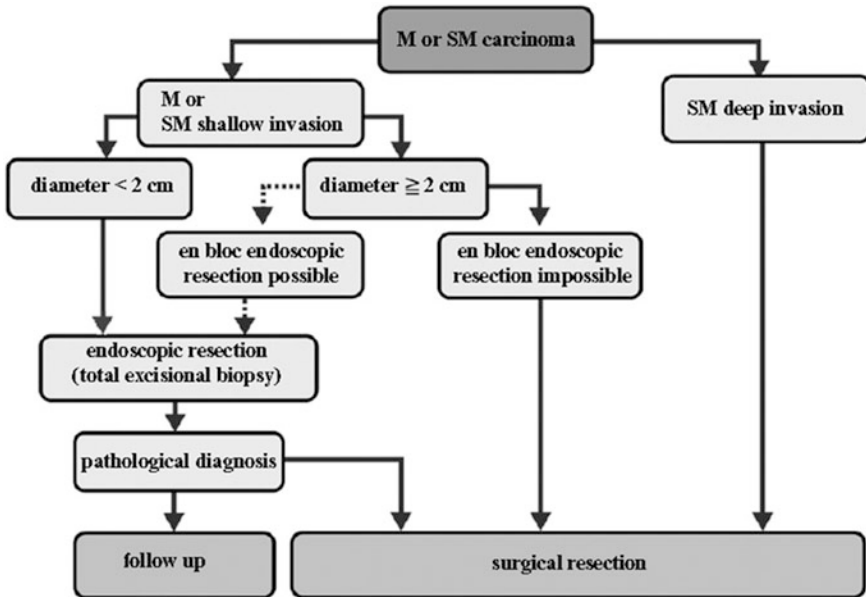 M or SM carcinoma
M or
SM shallow invasion
SM deep invasion
diameter < 2 cm
diameter ≧ 2 cm
en bloc endoscopic
resection possible
en bloc endoscopic
resection impossible
endoscopic resection
(total excisional biopsy)
pathological diagnosis
follow up
surgical resection